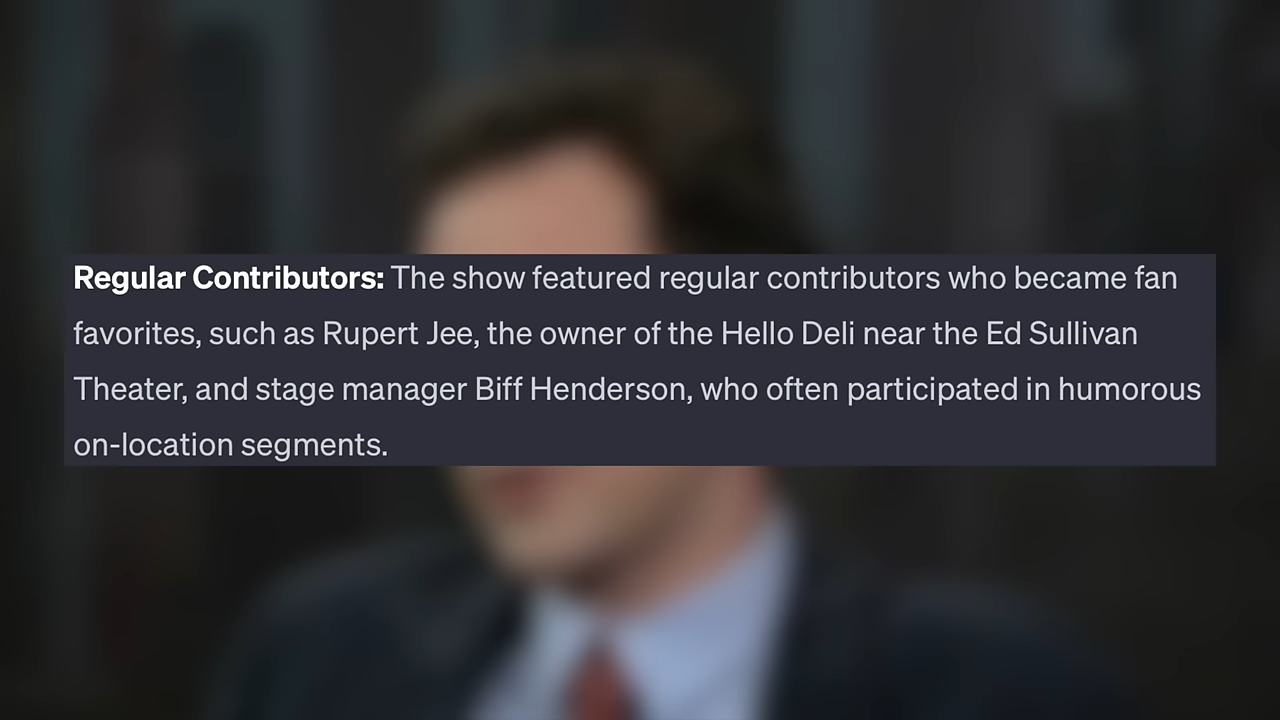 Regular Contributors: The show featured regular contributors who became fan
favorites, such as Rupert Jee, the owner of the Hello Deli near the Ed Sullivan
Theater, and stage manager Biff Henderson, who often participated in humorous
on-location segments.